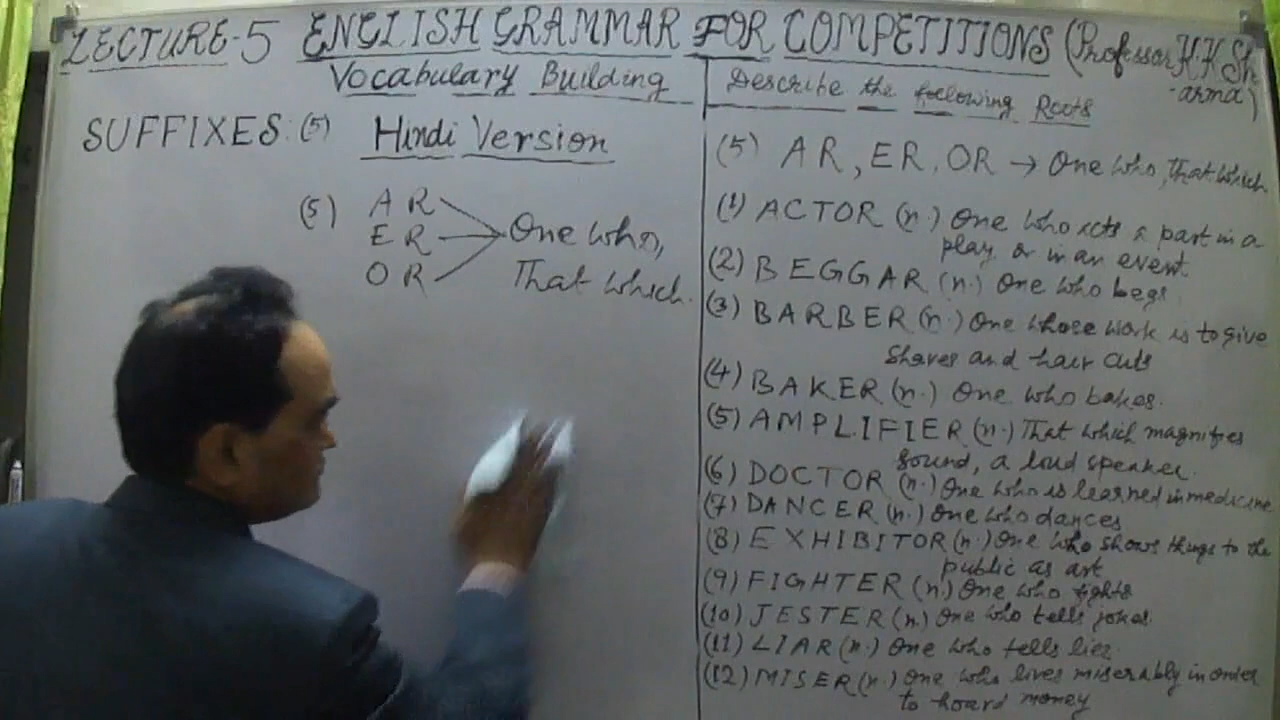 LECTURE-5 ENGLISH GRAMMAR FOR COMPETITIONS (Professor K.K.Sh
arma)
Vocabulary Building
SUFFIXES: (5) Hindi Version
(5) AR
ER
OR
One who,
That which.
Describe the following Roots
(5) AR, ER, OR → One who, That which
(1) ACTOR (n.) One who acts a part in a
play or in an event.
(2) BEGGAR (n.) One who begs.
(3) BARBER (n.) One whose work is to give
Shaves and hair cuts
(4) BAKER (n.) One who bakes.
(5) AMPLIFIER (n.) That which magnifies
Sound, a loud speaker.
(6) DOCTOR (n.) One who is learned in medicine
(7) DANCER (n.) One who dances
(8) EXHIBITOR (n.) One who shows things to the
public as art
(9) FIGHTER (n.) One who fights
(10) JESTER (n.) One who tells jokes.
(11) LIAR (n.) One who tells lies.
(12) MISER (n.) One who lives miserably in order
to hoard money